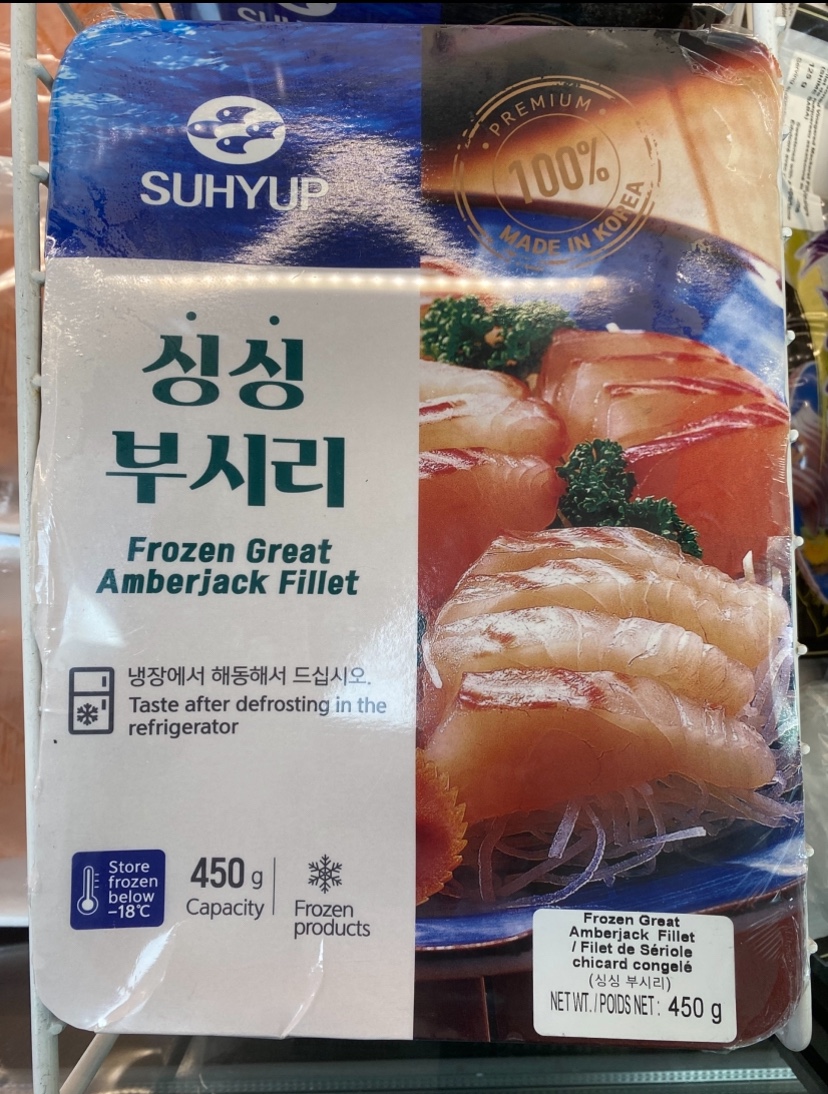 SUHYUP
PREMIUM
100%
MADE IN KOREA
싱싱
부시리
Frozen Great
Amberjack Fillet
냉장에서 해동해서 드십시오.
Taste after defrosting in the
refrigerator
Store
frozen
below
-18℃
450 g
Capacity
Frozen
products
Frozen Great
Amberjack Fillet
/ Filet de Sériole
chicard congelé
(싱싱 부시리)
NET WT. / POIDS NET : 450 g